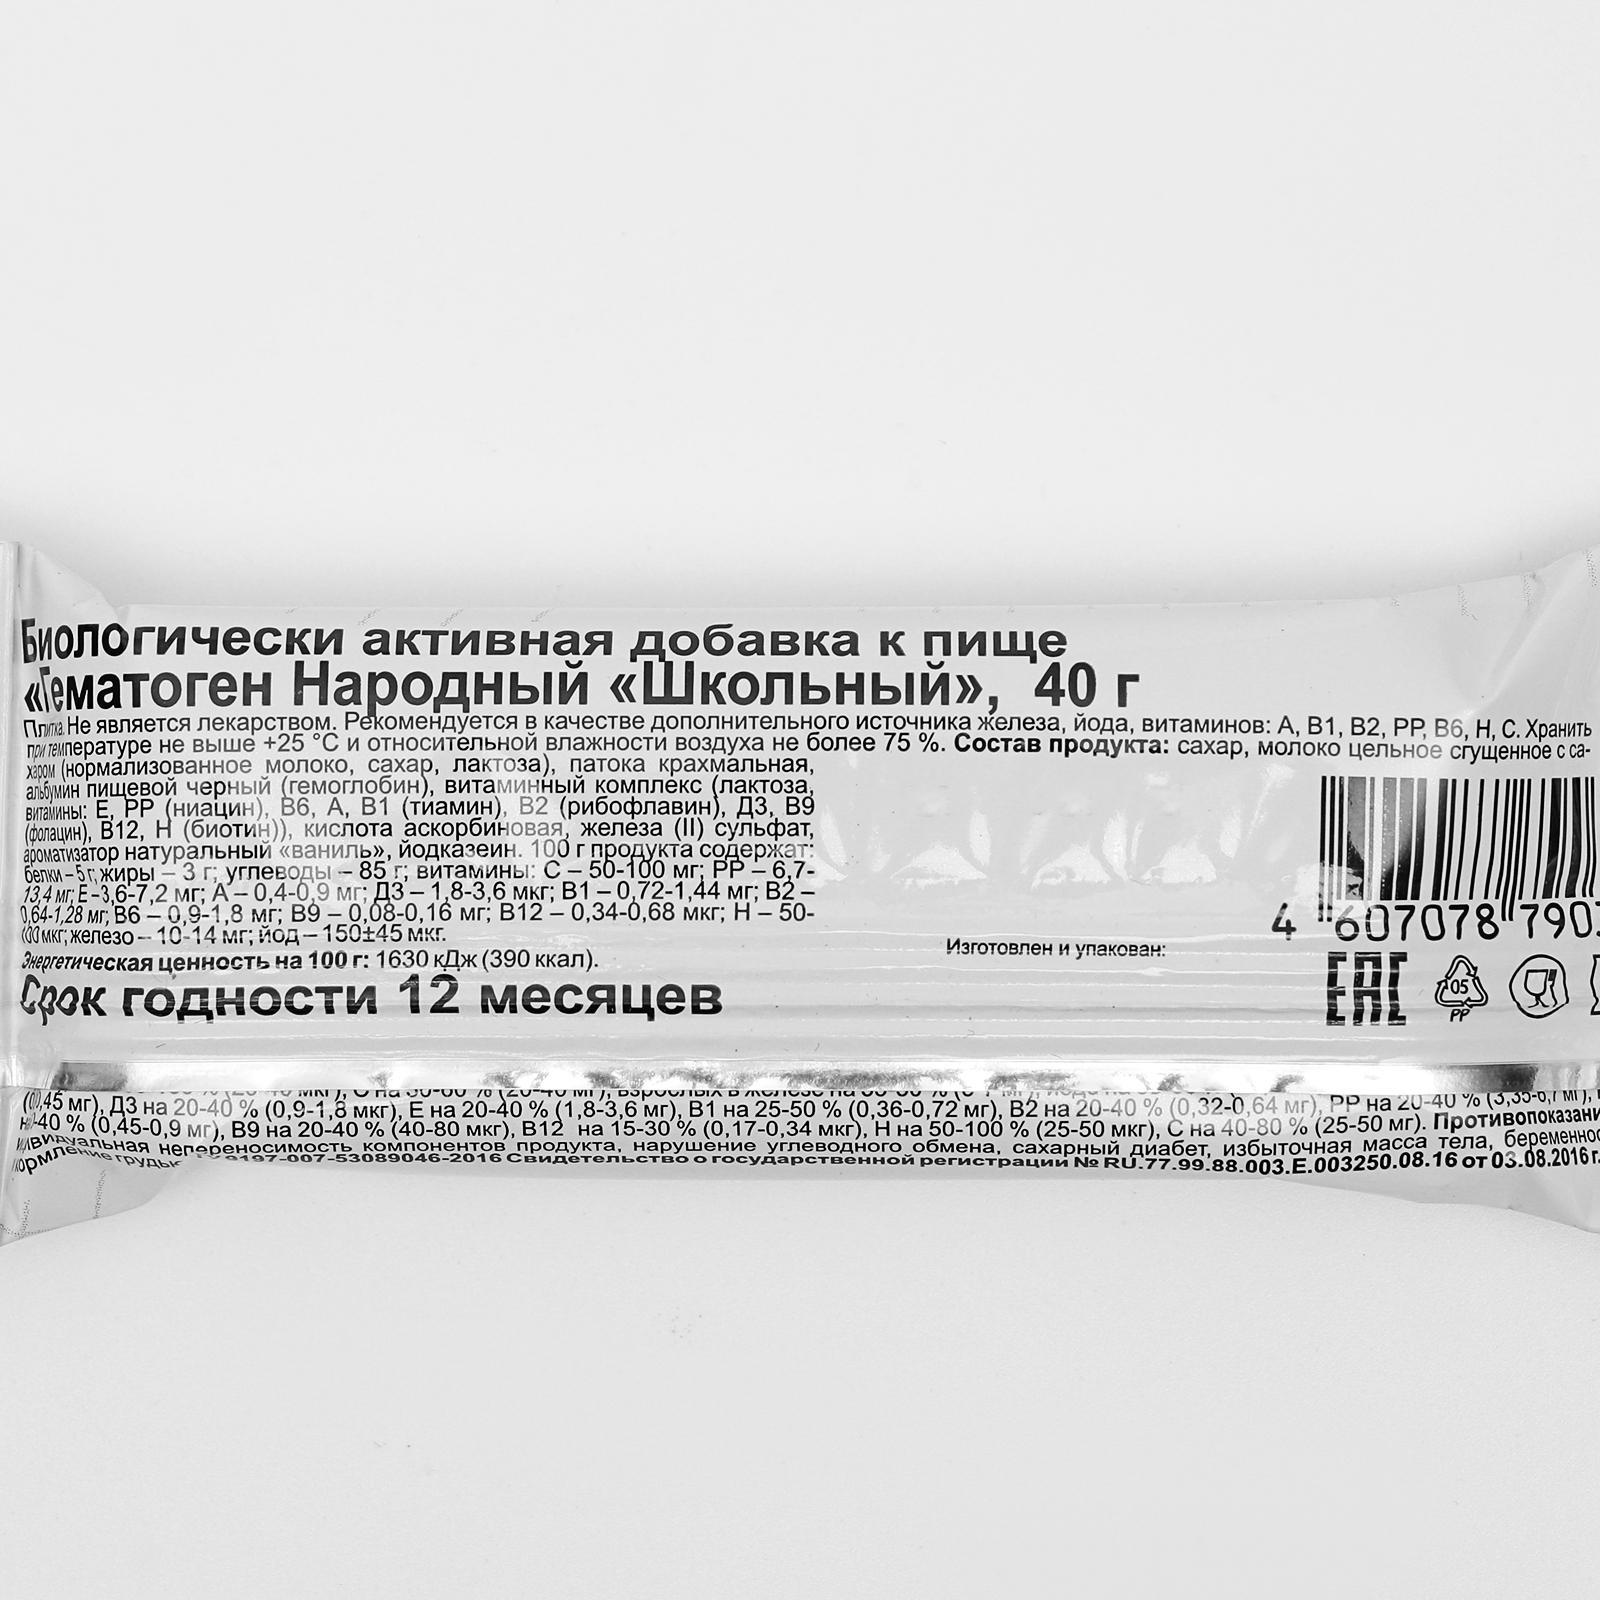 Биологически активная добавка к пище
«Гематоген Народный «Школьный», 40 г
Плитка. Не является лекарством. Рекомендуется в качестве дополнительного источника железа, йода, витаминов: А, В1, В2, РР, В6, Н, С. Хранить
при температуре не выше +25 °С и относительной влажности воздуха не более 75 %. Состав продукта: сахар, молоко цельное сгущенное с са-
харом (нормализованное молоко, сахар, лактоза), патока крахмальная,
альбумин пищевой черный (гемоглобин), витаминный комплекс (лактоза,
витамины: Е, РР (ниацин), В6, А, В1 (тиамин), В2 (рибофлавин), Д3, В9
(фолацин), В12, Н (биотин)), кислота аскорбиновая, железа (II) сульфат,
ароматизатор натуральный «ваниль», йодказеин. 100 г продукта содержат:
белки – 5 г; жиры – 3 г; углеводы – 85 г; витамины: С – 50-100 мг; РР – 6,7-
13,4 мг; Е – 3,6-7,2 мг; А – 0,4-0,9 мг; Д3 – 1,8-3,6 мкг; В1 – 0,72-1,44 мг; В2 –
0,64-1,28 мг; В6 – 0,9-1,8 мг; В9 – 0,08-0,16 мг; В12 – 0,34-0,68 мкг; Н – 50-
100 мкг; железо – 10-14 мг; йод – 150±45 мкг.
Энергетическая ценность на 100 г: 1630 кДж (390 ккал).
Срок годности 12 месяцев
Изготовлен и упакован:
4 607078 790
EAC
05
PP
0,45 мг), Д3 на 20-40 % (0,9-1,8 мкг), Е на 20-40 % (1,8-3,6 мг), В1 на 25-50 % (0,36-0,72 мг), В2 на 20-40 % (0,32-0,64 мг), РР на 20-40 % (3,35-6,7 мг),
-40 % (0,45-0,9 мг), В9 на 20-40 % (40-80 мкг), В12 на 15-30 % (0,17-0,34 мкг), Н на 50-100 % (25-50 мкг), С на 40-80 % (25-50 мг). Противопоказани
ивидуальная непереносимость компонентов продукта, нарушение углеводного обмена, сахарный диабет, избыточная масса тела, беременнос
кормление грудью 9197-007-53089046-2016 Свидетельство о государственной регистрации № RU.77.99.88.003.Е.003250.08.16 от 03.08.2016 г.